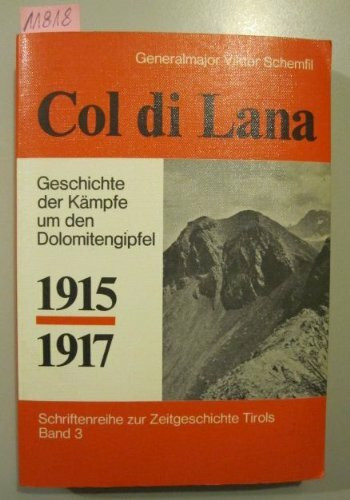 11818
Generalmajor Viktor Schemfil
Col di Lana
Geschichte
der Kämpfe
um den
Dolomitengipfel
1915
1917
Schriftenreihe zur Zeitgeschichte Tirols
Band 3